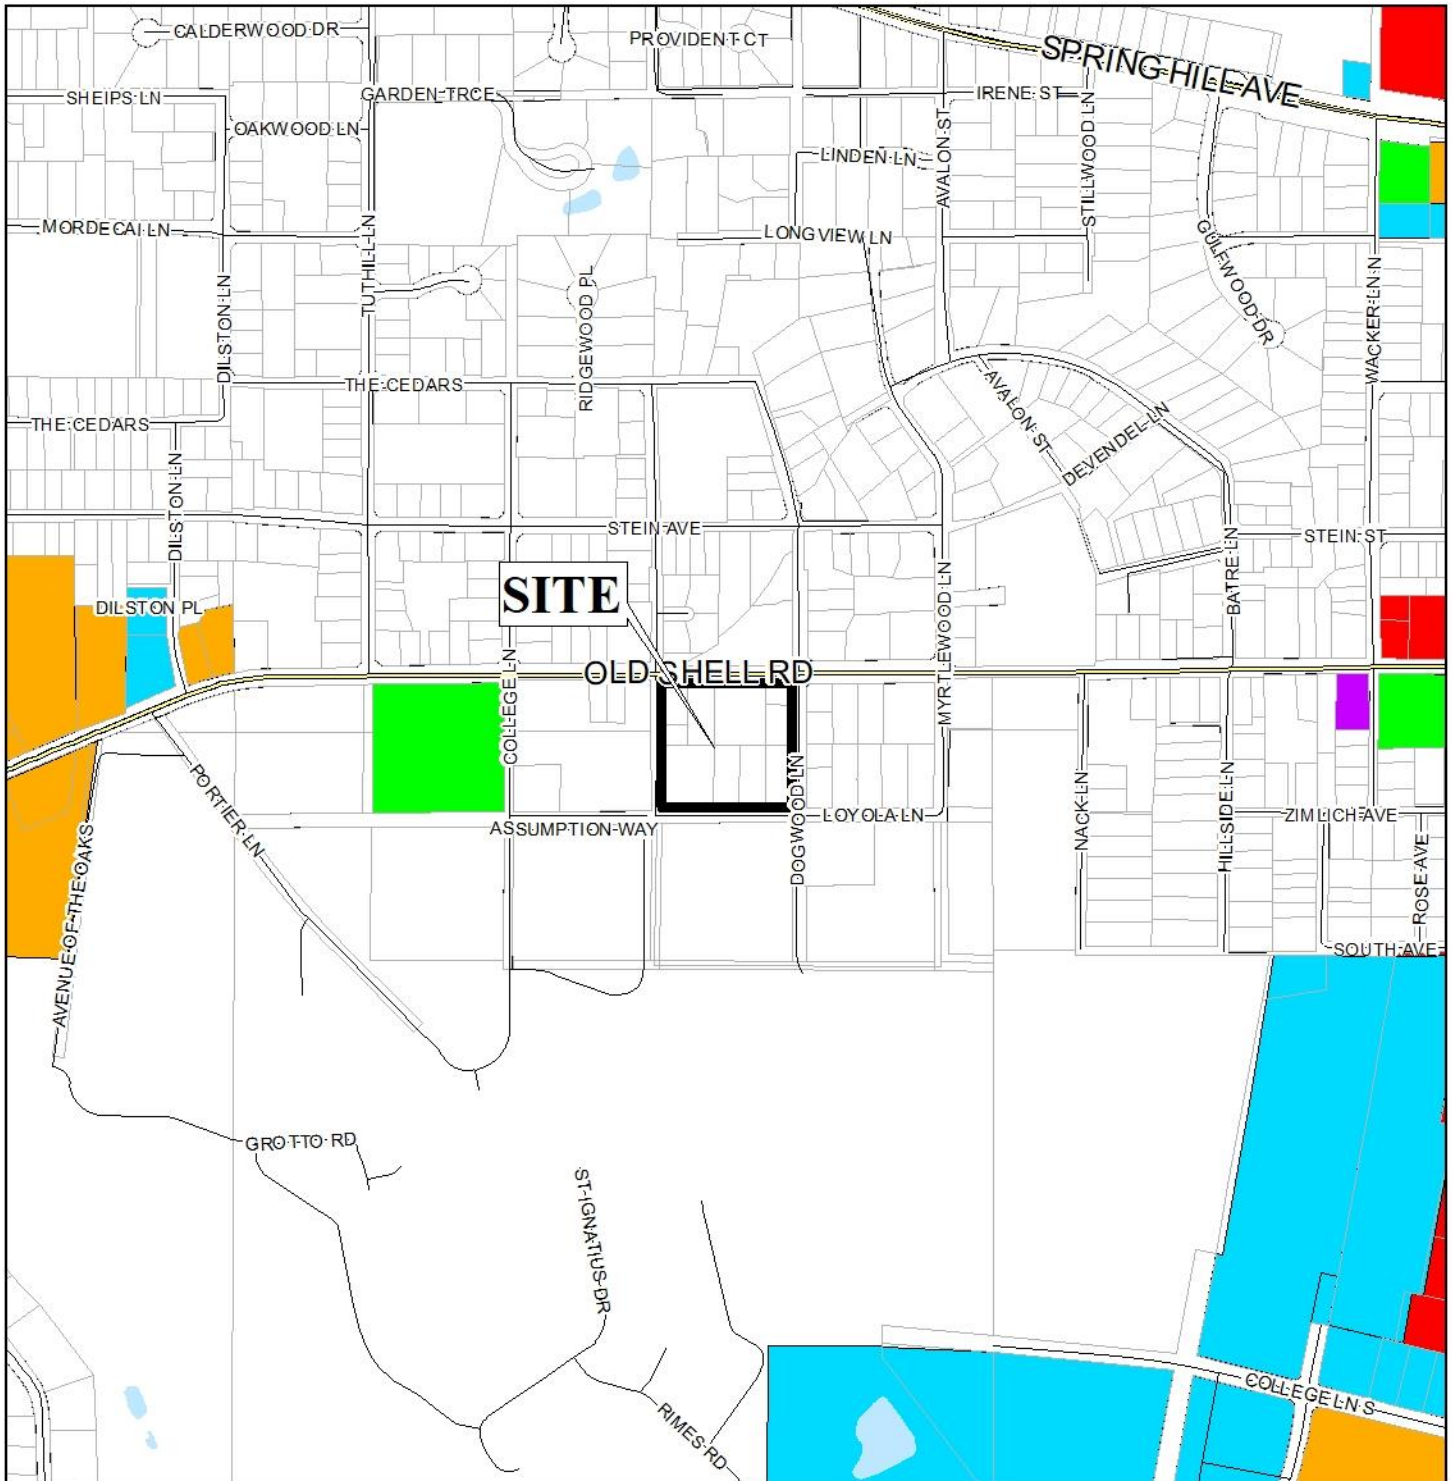 CALDERWOOD DR
PROVIDENT CT
SPRING HILL AVE
SHEIPS LN
GARDEN TRCE
IRENE ST
OAKWOOD LN
LINDEN LN
AVALON ST
STILLWOOD LN
MORDECAI LN
TUTHILL LN
LONGVIEW LN
GULFWOOD DR
DILSTON LN
RIDGEWOOD PL
WACKER LN N
THE CEDARS
THE CEDARS
AVALON ST
DEVENDEL LN
DILSTON LN
STEIN AVE
STEIN ST
SITE
DILSTON PL
MYRTLEWOOD LN
BATRE LN
OLD SHELL RD
COLLEGE LN
PORTIER LN
DOGWOOD LN
NACK LN
HILLSIDE LN
ASSUMPTION WAY
LOYOLA LN
ZIMLICH AVE
AVENUE OF THE OAKS
ROSE AVE
SOUTH AVE
GROTTO RD
ST IGNATIUS DR
COLLEGE LN S
RIMES RD